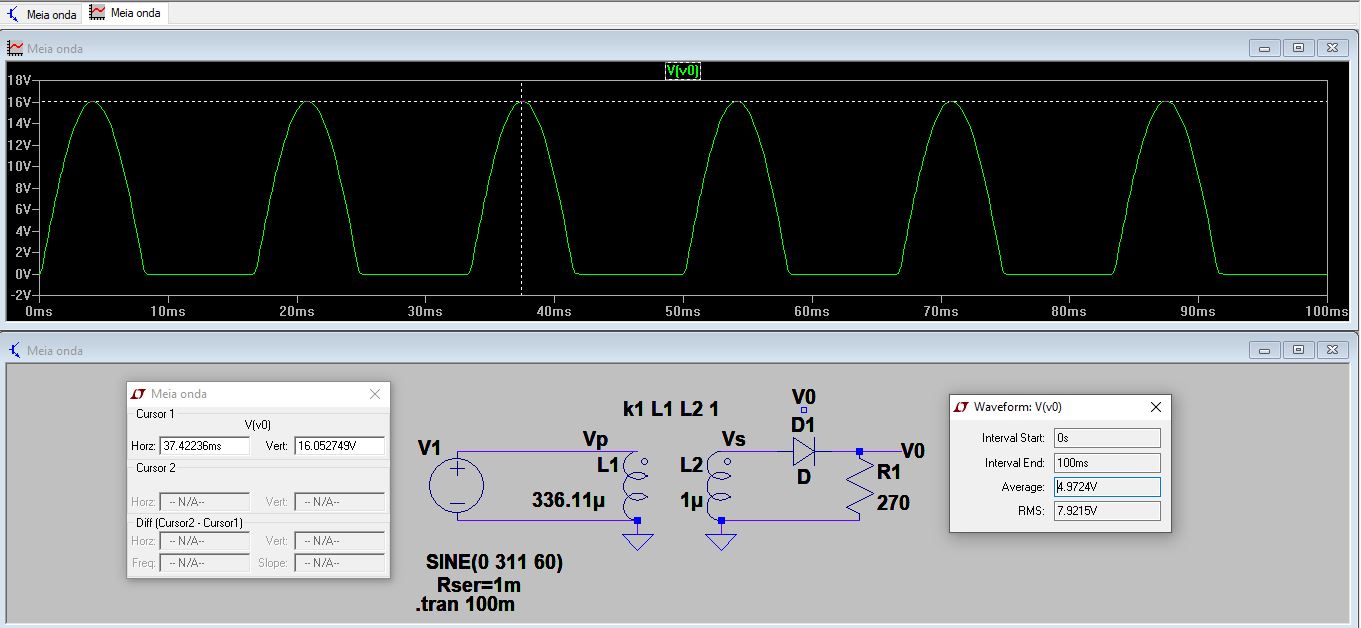 Meia onda
Meia onda
Meia onda
V(v0)
18V
16V
14V
12V
10V
8V
6V
4V
2V
0V
-2V
0ms 10ms 20ms 30ms 40ms 50ms 60ms 70ms 80ms 90ms 100ms
Meia onda
Meia onda
Cursor 1
V(v0)
Horz: 37.42236ms Vert: 16.052749V
Cursor 2
Horz: -- N/A-- Vert: -- N/A--
Diff (Cursor2 - Cursor1)
Horz: -- N/A-- Vert: -- N/A--
Freq: -- N/A-- Slope: -- N/A--
k1 L1 L2 1
V0
D1
V1
Vp
Vs
V0
L1
L2
D
R1
336.11µ
1µ
270
SINE(0 311 60)
Rser=1m
.tran 100m
Waveform: V(v0)
Interval Start: 0s
Interval End: 100ms
Average: 4.9724V
RMS: 7.9215V